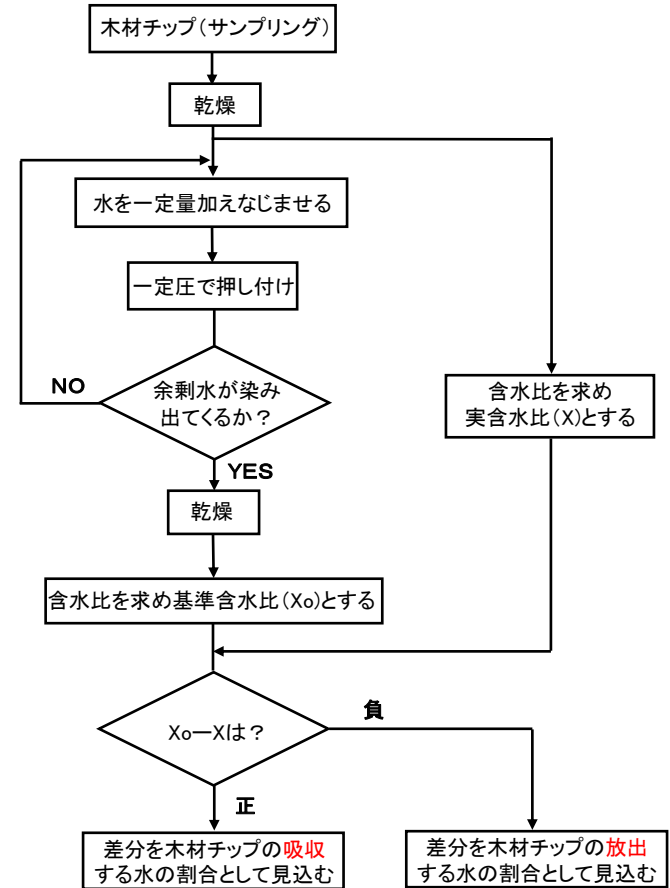 木材チップ（サンプリング）
乾燥
水を一定量加えなじませる
一定圧で押し付け
NO
余剰水が染み
出てくるか？
含水比を求め
実含水比（X）とする
YES
乾燥
含水比を求め基準含水比（Xo）とする
Xo－Xは？
負
正
差分を木材チップの吸収
する水の割合として見込む
差分を木材チップの放出
する水の割合として見込む